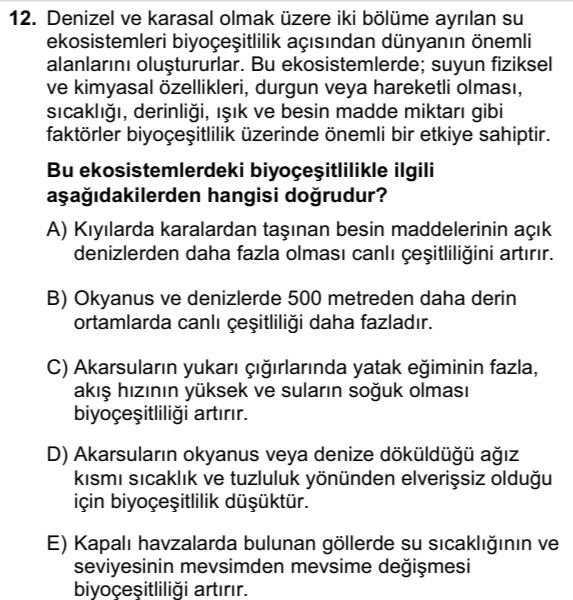 12. Denizel ve karasal olmak üzere iki bölüme ayrılan su
ekosistemleri biyoçeşitlilik açısından dünyanın önemli
alanlarını oluştururlar. Bu ekosistemlerde; suyun fiziksel
ve kimyasal özellikleri, durgun veya hareketli olması,
sıcaklığı, derinliği, ışık ve besin madde miktarı gibi
faktörler biyoçeşitlilik üzerinde önemli bir etkiye sahiptir.
Bu ekosistemlerdeki biyoçeşitlilikle ilgili
aşağıdakilerden hangisi doğrudur?
A) Kıyılarda karalardan taşınan besin maddelerinin açık
denizlerden daha fazla olması canlı çeşitliliğini artırır.
B) Okyanus ve denizlerde 500 metreden daha derin
ortamlarda canlı çeşitliliği daha fazladır.
C) Akarsuların yukarı çığırlarında yatak eğiminin fazla,
akış hızının yüksek ve suların soğuk olması
biyoçeşitliliği artırır.
D) Akarsuların okyanus veya denize döküldüğü ağız
kısmı sıcaklık ve tuzluluk yönünden elverişsiz olduğu
için biyoçeşitlilik düşüktür.
E) Kapalı havzalarda bulunan göllerde su sıcaklığının ve
seviyesinin mevsimden mevsime değişmesi
biyoçeşitliliği artırır.